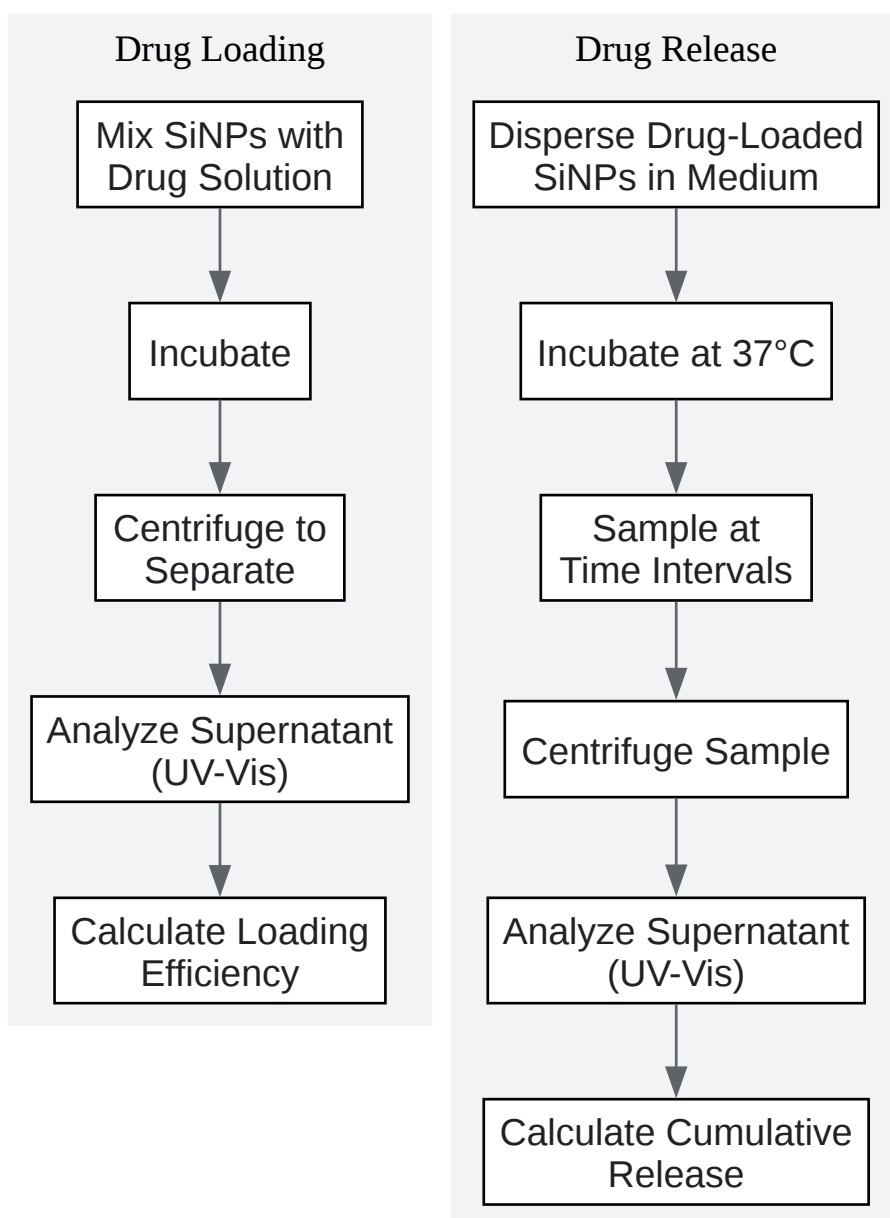 Drug Loading
Mix SiNPs with
Drug Solution
Incubate
Centrifuge to
Separate
Analyze Supernatant
(UV-Vis)
Calculate Loading
Efficiency
Drug Release
Disperse Drug-Loaded
SiNPs in Medium
Incubate at 37°C
Sample at
Time Intervals
Centrifuge Sample
Analyze Supernatant
(UV-Vis)
Calculate Cumulative
Release